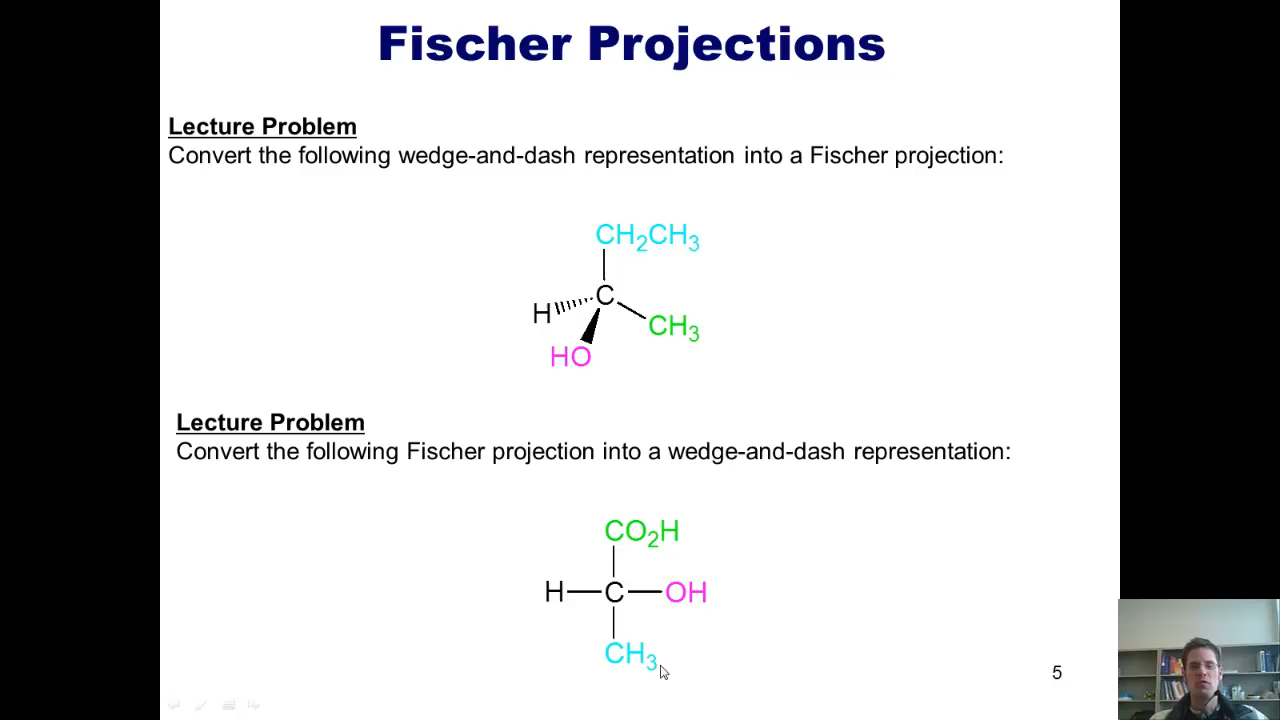 Fischer Projections
Lecture Problem
Convert the following wedge-and-dash representation into a Fischer projection:
CH₂CH₃
C
H
CH₃
HO
Lecture Problem
Convert the following Fischer projection into a wedge-and-dash representation:
CO₂H
H C OH
CH₃
5